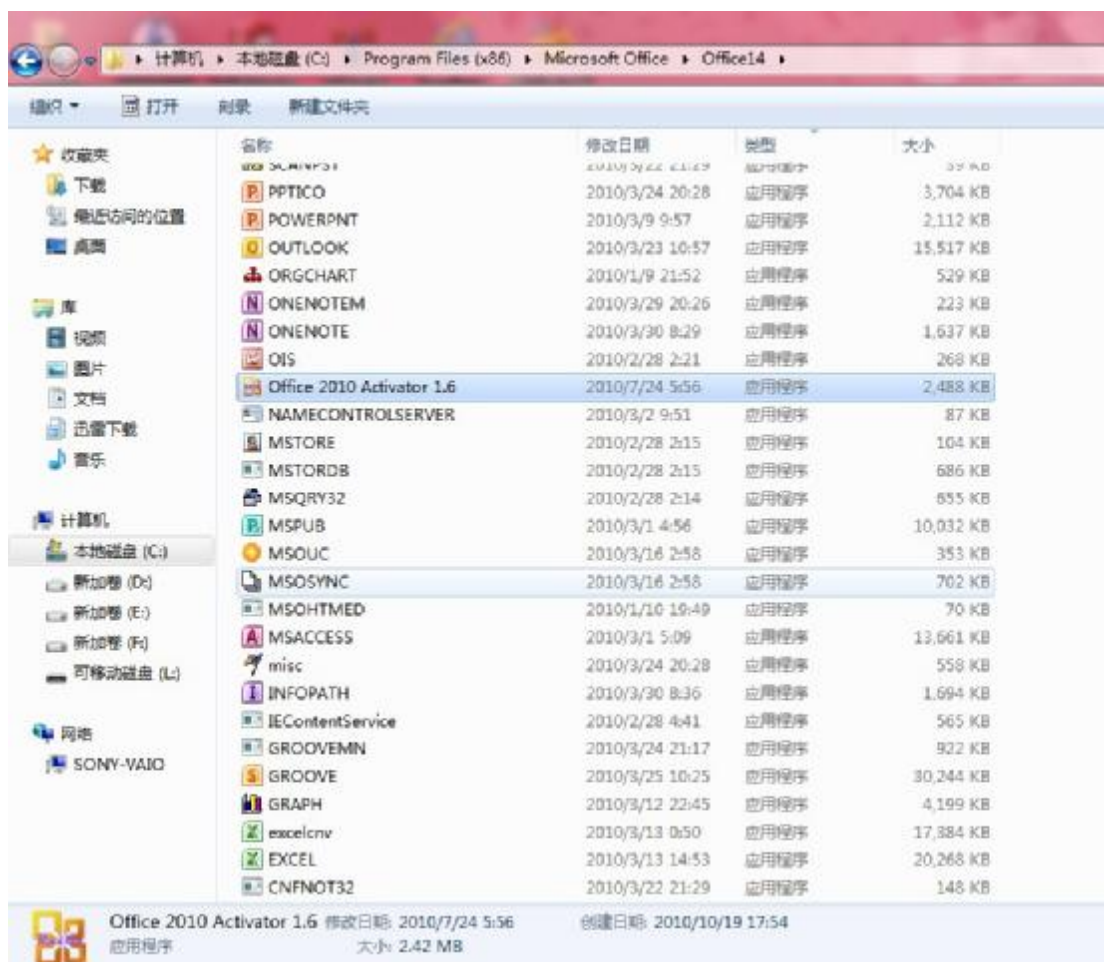 计算机 ▸ 本地磁盘 (C:) ▸ Program Files (x86) ▸ Microsoft Office ▸ Office14 ▸
组织 打开 刻录 新建文件夹
名称 修改日期 类型 大小
SCANPST 2010/3/22 21:29 应用程序 39 KB
PPTICO 2010/3/24 20:28 应用程序 3,704 KB
POWERPNT 2010/3/9 9:57 应用程序 2,112 KB
OUTLOOK 2010/3/23 10:57 应用程序 15,517 KB
ORGCHART 2010/1/9 21:52 应用程序 529 KB
ONENOTEM 2010/3/29 20:26 应用程序 223 KB
ONENOTE 2010/3/30 8:29 应用程序 1,637 KB
OIS 2010/2/28 2:21 应用程序 268 KB
Office 2010 Activator 1.6 2010/7/24 5:56 应用程序 2,488 KB
NAMECONTROLSERVER 2010/3/2 9:51 应用程序 87 KB
MSTORE 2010/2/28 2:15 应用程序 104 KB
MSTORDB 2010/2/28 2:15 应用程序 686 KB
MSQRY32 2010/2/28 2:14 应用程序 655 KB
MSPUB 2010/3/1 4:56 应用程序 10,032 KB
MSOUC 2010/3/16 2:58 应用程序 353 KB
MSOSYNC 2010/3/16 2:58 应用程序 702 KB
MSOHTMED 2010/1/10 19:49 应用程序 70 KB
MSACCESS 2010/3/1 5:09 应用程序 13,661 KB
misc 2010/3/24 20:28 应用程序 558 KB
INFOPATH 2010/3/30 8:36 应用程序 1,694 KB
IEContentService 2010/2/28 4:41 应用程序 565 KB
GROOVEMN 2010/3/24 21:17 应用程序 922 KB
GROOVE 2010/3/25 10:25 应用程序 30,244 KB
GRAPH 2010/3/12 22:45 应用程序 4,199 KB
excelcnv 2010/3/13 0:50 应用程序 17,384 KB
EXCEL 2010/3/13 14:53 应用程序 20,268 KB
CNFNOT32 2010/3/22 21:29 应用程序 148 KB
收藏夹
下载
最近访问的位置
桌面
库
视频
图片
文档
迅雷下载
音乐
计算机
本地磁盘 (C:)
新加卷 (D:)
新加卷 (E:)
新加卷 (F:)
可移动磁盘 (L:)
网络
SONY-VAIO
Office 2010 Activator 1.6 修改日期: 2010/7/24 5:56 创建日期: 2010/10/19 17:54
应用程序 大小: 2.42 MB